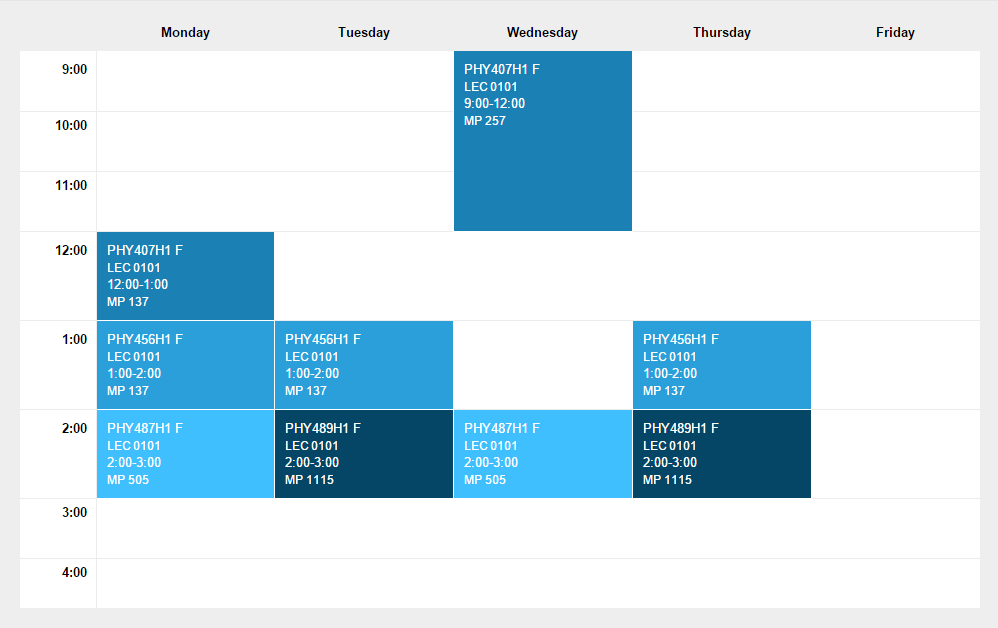 Monday Tuesday Wednesday Thursday Friday
9:00
PHY407H1 F
LEC 0101
9:00-12:00
MP 257
10:00
11:00
12:00
PHY407H1 F
LEC 0101
12:00-1:00
MP 137
1:00
PHY456H1 F
LEC 0101
1:00-2:00
MP 137
PHY456H1 F
LEC 0101
1:00-2:00
MP 137
PHY456H1 F
LEC 0101
1:00-2:00
MP 137
2:00
PHY487H1 F
LEC 0101
2:00-3:00
MP 505
PHY489H1 F
LEC 0101
2:00-3:00
MP 1115
PHY487H1 F
LEC 0101
2:00-3:00
MP 505
PHY489H1 F
LEC 0101
2:00-3:00
MP 1115
3:00
4:00